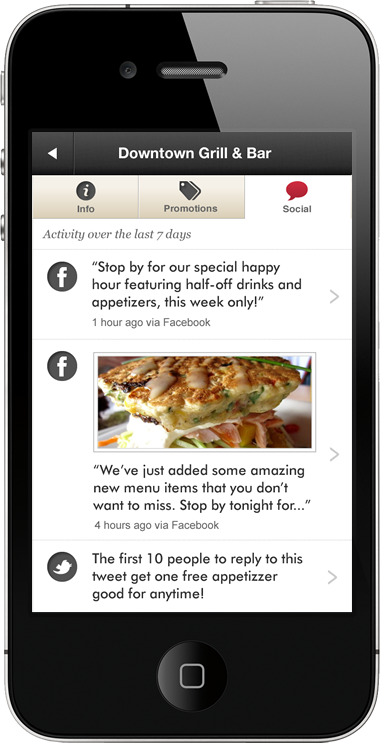 Downtown Grill & Bar
Info
Promotions
Social
Activity over the last 7 days
“Stop by for our special happy
hour featuring half-off drinks and
appetizers, this week only!”
1 hour ago via Facebook
“We’ve just added some amazing
new menu items that you don’t
want to miss. Stop by tonight for...”
4 hours ago via Facebook
The first 10 people to reply to this
tweet get one free appetizzer
good for anytime!